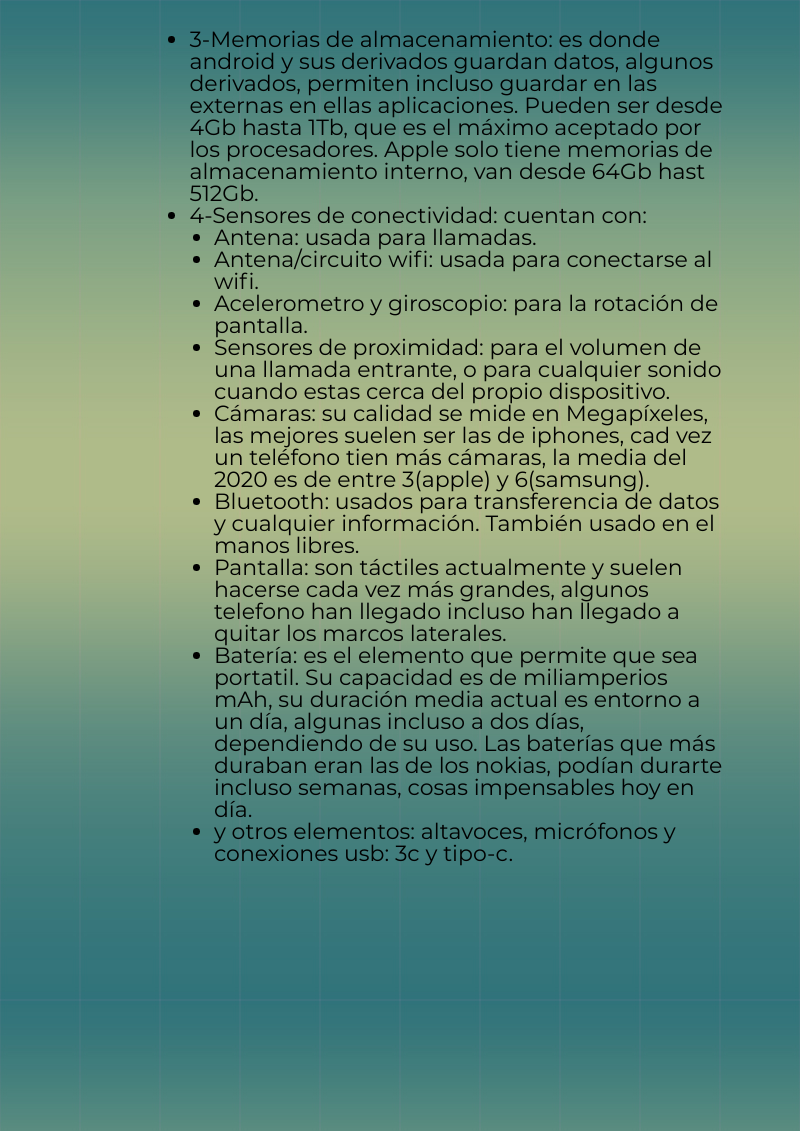 3-Memorias de almacenamiento: es donde
android y sus derivados guardan datos, algunos
derivados, permiten incluso guardar en las
externas en ellas aplicaciones. Pueden ser desde
4Gb hasta 1Tb, que es el máximo aceptado por
los procesadores. Apple solo tiene memorias de
almacenamiento interno, van desde 64Gb hast
512Gb.
4-Sensores de conectividad: cuentan con:
Antena: usada para llamadas.
Antena/circuito wifi: usada para conectarse al
wifi.
Acelerometro y giroscopio: para la rotación de
pantalla.
Sensores de proximidad: para el volumen de
una llamada entrante, o para cualquier sonido
cuando estas cerca del propio dispositivo.
Cámaras: su calidad se mide en Megapíxeles,
las mejores suelen ser las de iphones, cad vez
un teléfono tien más cámaras, la media del
2020 es de entre 3(apple) y 6(samsung).
Bluetooth: usados para transferencia de datos
y cualquier información. También usado en el
manos libres.
Pantalla: son táctiles actualmente y suelen
hacerse cada vez más grandes, algunos
telefono han llegado incluso han llegado a
quitar los marcos laterales.
Batería: es el elemento que permite que sea
portatil. Su capacidad es de miliamperios
mAh, su duración media actual es entorno a
un día, algunas incluso a dos días,
dependiendo de su uso. Las baterías que más
duraban eran las de los nokias, podían durarte
incluso semanas, cosas impensables hoy en
día.
y otros elementos: altavoces, micrófonos y
conexiones usb: 3c y tipo-c.